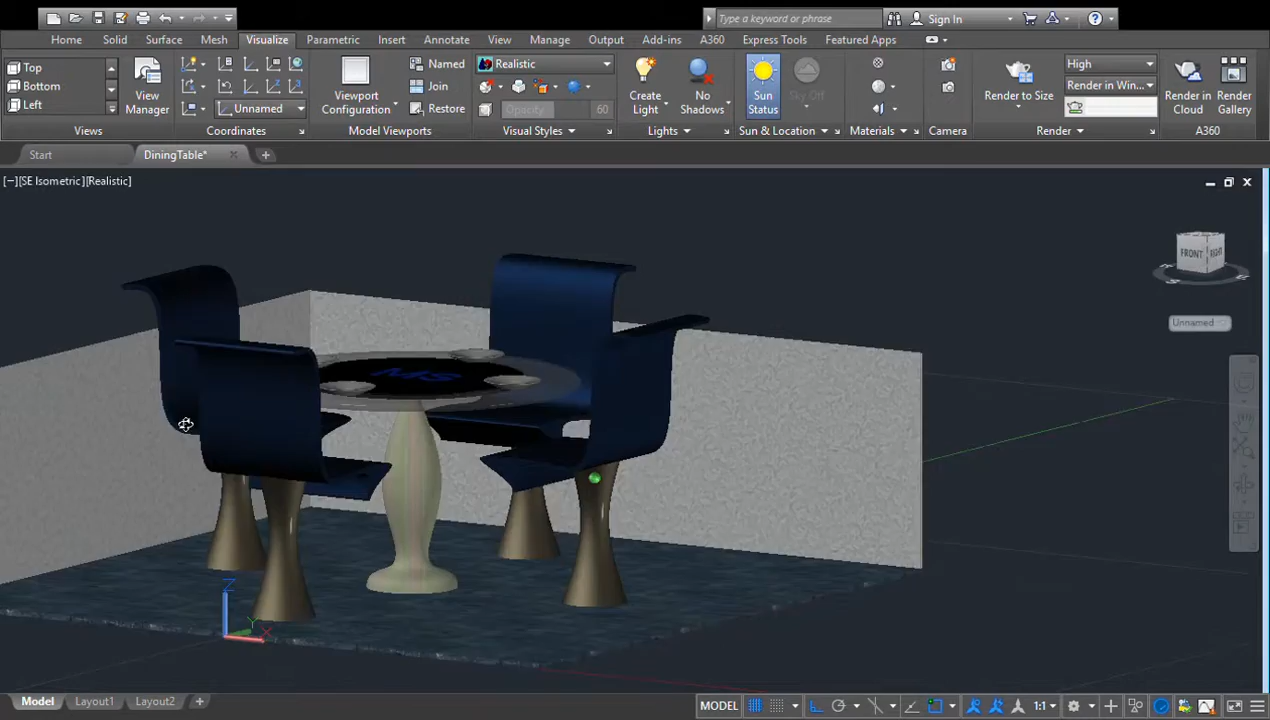 Type a keyword or phrase
Sign In
Home Solid Surface Mesh Visualize Parametric Insert Annotate View Manage Output Add-ins A360 Express Tools Featured Apps
Top
Bottom
Left
View Manager
Unnamed
Viewport Configuration
Named
Join
Restore
Realistic
Opacity 60
Create Light
No Shadows
Sun Status
Sky Off
High
Render to Size
Render in Win...
Render in Cloud
Render Gallery
Views Coordinates Model Viewports Visual Styles Lights Sun & Location Materials Camera Render A360
Start DiningTable*
[−][SE Isometric][Realistic]
FRONT RIGHT
Unnamed
MS
Z
Y
X
Model Layout1 Layout2
MODEL 1:1